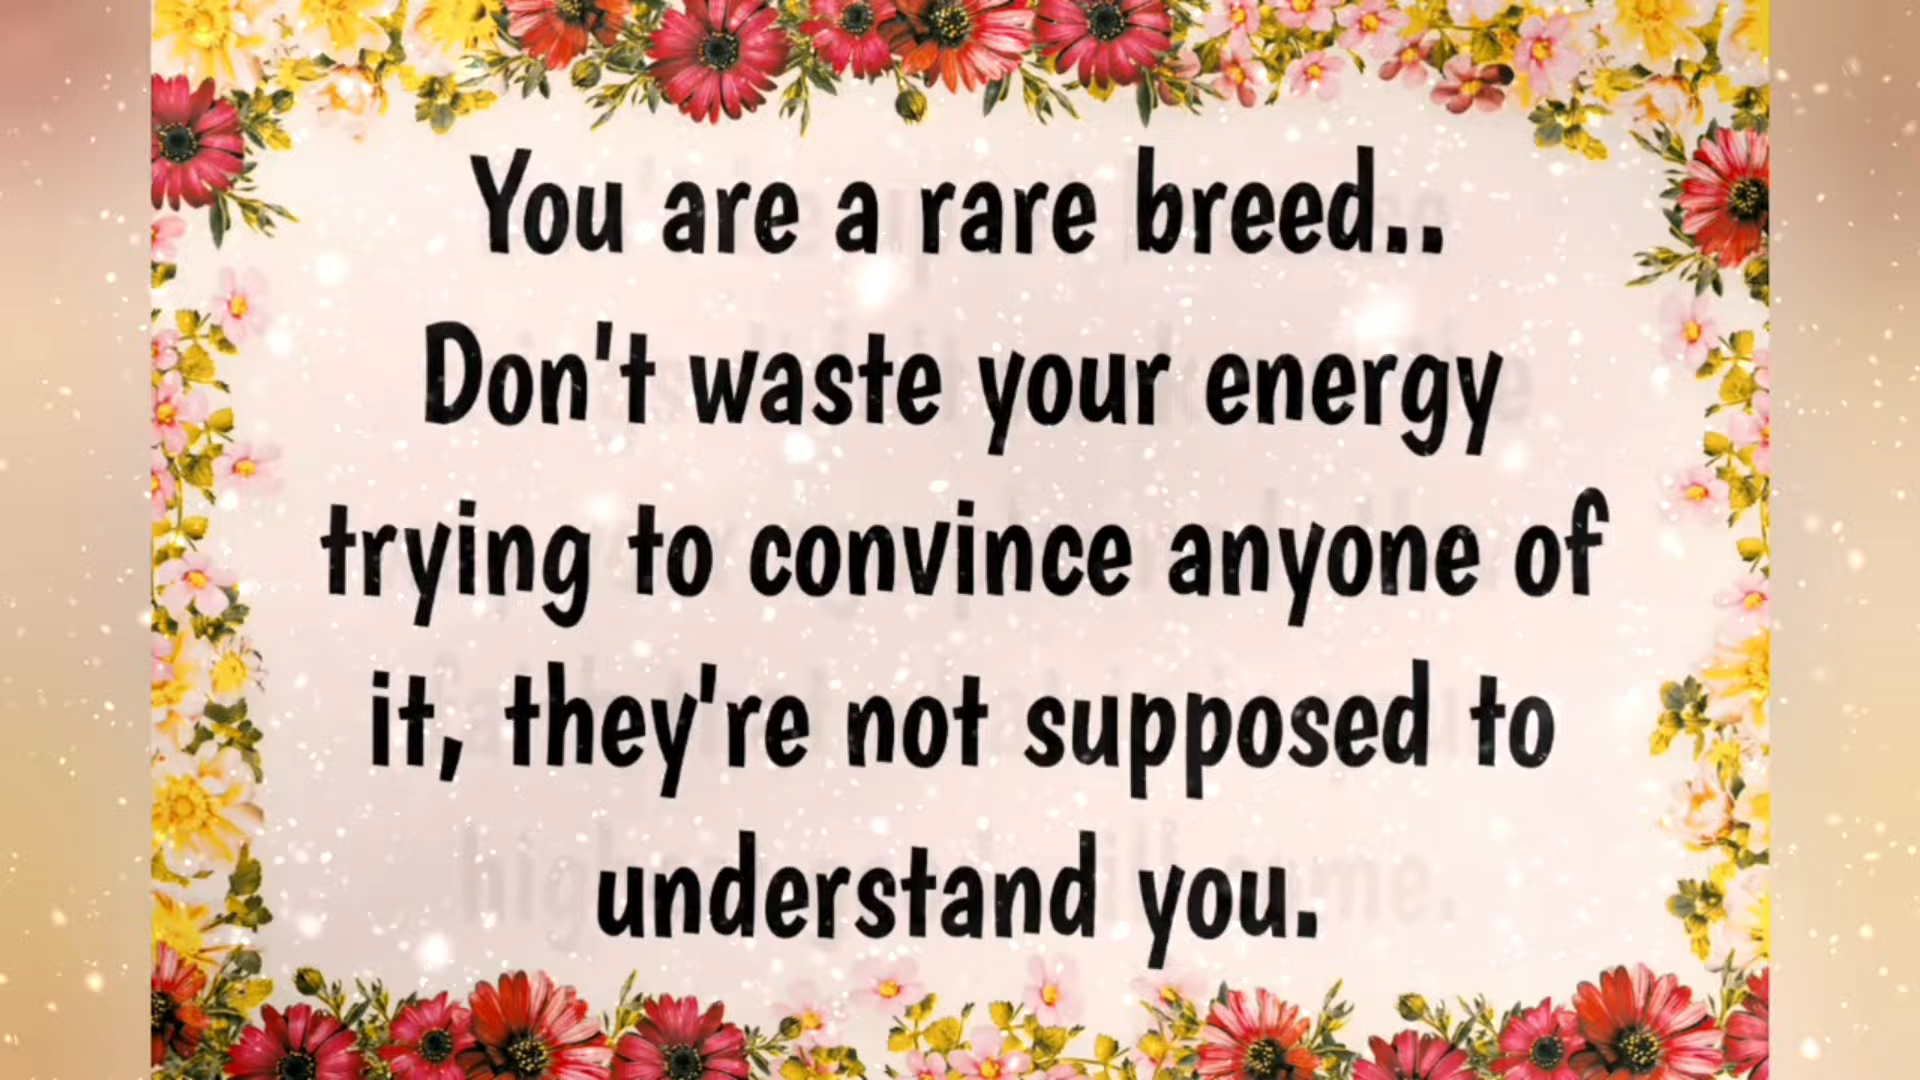 You are a rare breed..
Don't waste your energy
trying to convince anyone of
it, they're not supposed to
understand you.